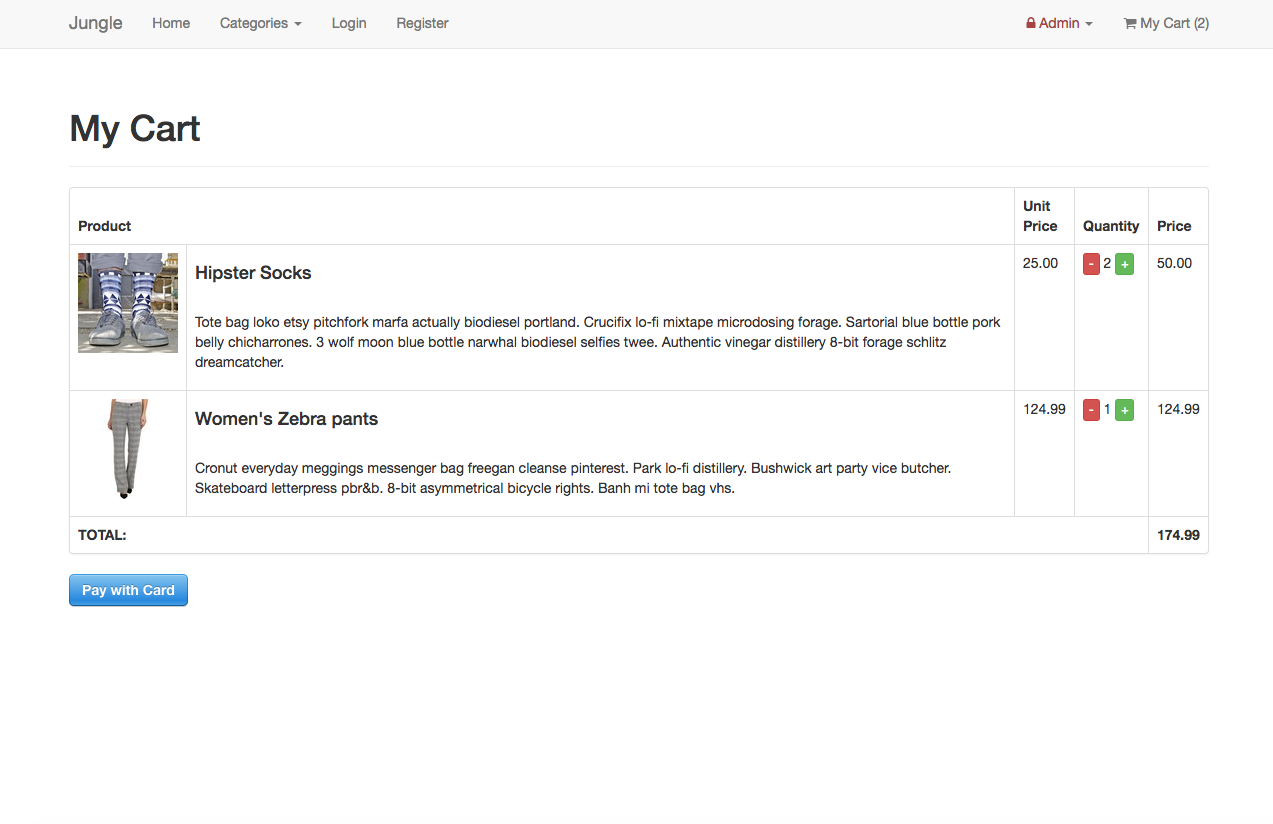 Jungle Home Categories Login Register Admin My Cart (2)
My Cart
Product Unit Price Quantity Price
Hipster Socks 25.00 - 2 + 50.00
Tote bag loko etsy pitchfork marfa actually biodiesel portland. Crucifix lo-fi mixtape microdosing forage. Sartorial blue bottle pork
belly chicharrones. 3 wolf moon blue bottle narwhal biodiesel selfies twee. Authentic vinegar distillery 8-bit forage schlitz
dreamcatcher.
Women's Zebra pants 124.99 - 1 + 124.99
Cronut everyday meggings messenger bag freegan cleanse pinterest. Park lo-fi distillery. Bushwick art party vice butcher.
Skateboard letterpress pbr&b. 8-bit asymmetrical bicycle rights. Banh mi tote bag vhs.
TOTAL: 174.99
Pay with Card